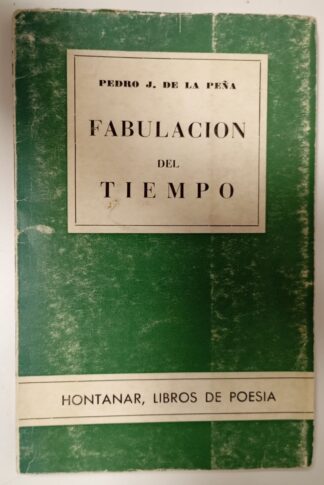 PEDRO J. DE LA PEÑA
FABULACION
DEL
TIEMPO
HONTANAR, LIBROS DE POESIA